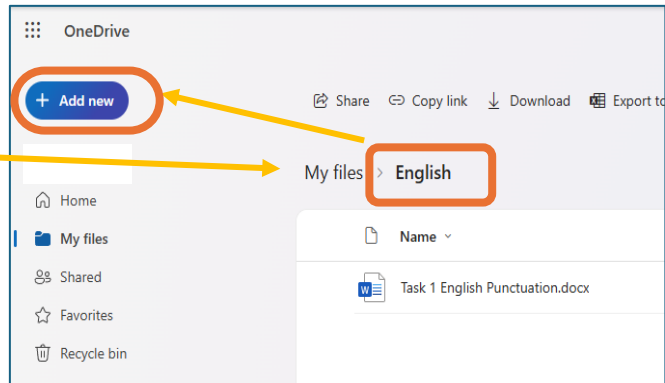 OneDrive
+ Add new
Share Copy link Download Export to
My files > English
Home
My files
Shared
Favorites
Recycle bin
Name
Task 1 English Punctuation.docx